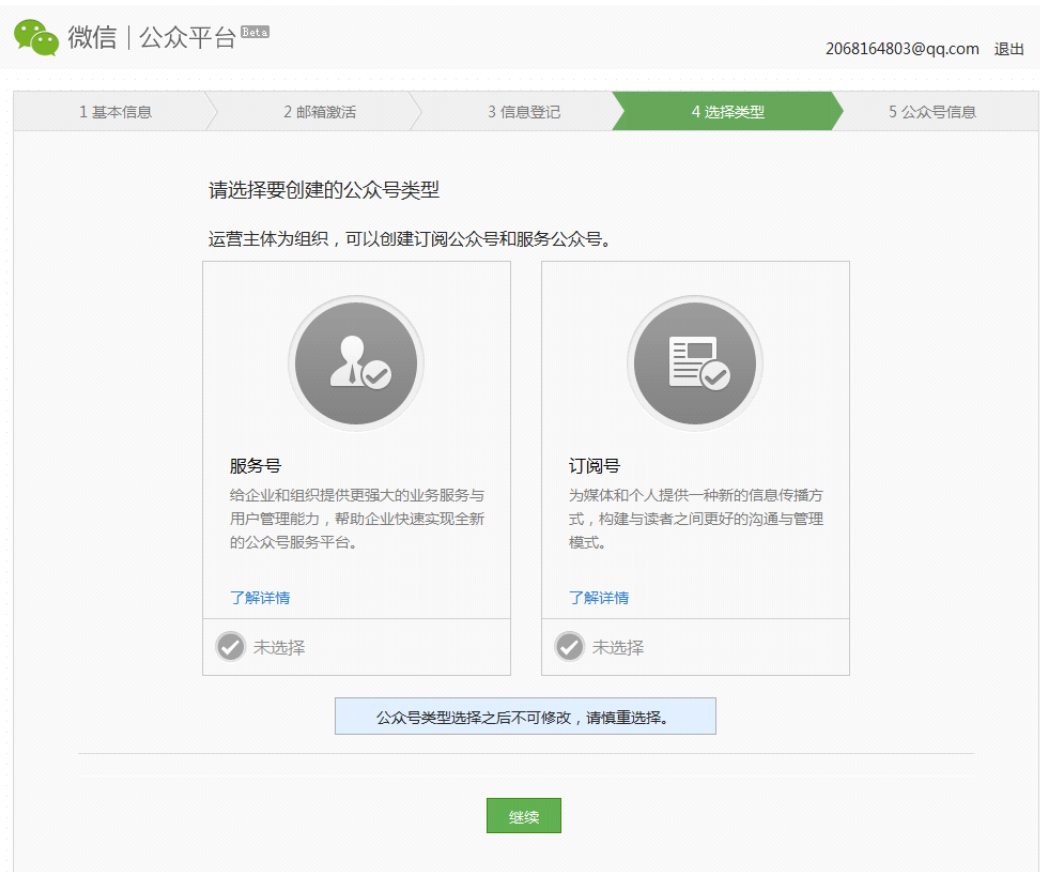 微信 | 公众平台 Beta
2068164803@qq.com 退出
1 基本信息 2 邮箱激活 3 信息登记 4 选择类型 5 公众号信息
请选择要创建的公众号类型
运营主体为组织，可以创建订阅公众号和服务公众号。
服务号
给企业和组织提供更强大的业务服务与
用户管理能力，帮助企业快速实现全新
的公众号服务平台。
了解详情
未选择
订阅号
为媒体和个人提供一种新的信息传播方
式，构建与读者之间更好的沟通与管理
模式。
了解详情
未选择
公众号类型选择之后不可修改，请慎重选择。
继续